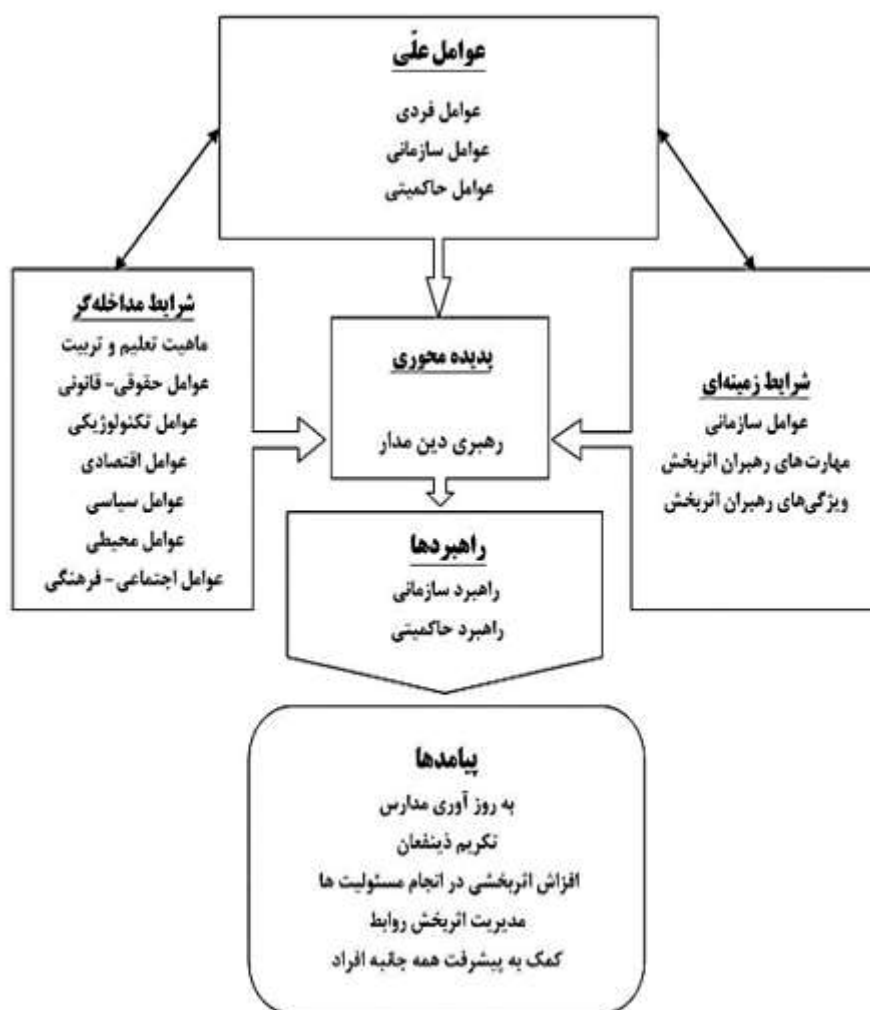 عوامل علّی
عوامل فردی
عوامل سازمانی
عوامل حاکمیتی
شرایط زمینه‌ای
عوامل سازمانی
مهارت‌های رهبران اثربخش
ویژگی‌های رهبران اثربخش
پدیده محوری
رهبری دین مدار
شرایط مداخله‌گر
ماهیت تعلیم و تربیت
عوامل حقوقی- قانونی
عوامل تکنولوژیکی
عوامل اقتصادی
عوامل سیاسی
عوامل محیطی
عوامل اجتماعی- فرهنگی
راهبردها
راهبرد سازمانی
راهبرد حاکمیتی
پیامدها
به روز آوری مدارس
تکریم ذینفعان
افزاش اثربخشی در انجام مسئولیت ها
مدیریت اثربخش روابط
کمک به پیشرفت همه جانبه افراد